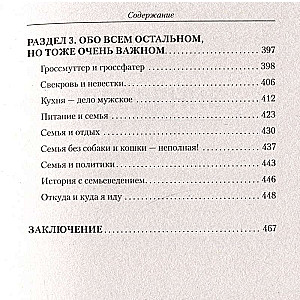 Содержание
РАЗДЕЛ 3. ОБО ВСЕМ ОСТАЛЬНОМ,
НО ТОЖЕ ОЧЕНЬ ВАЖНОМ 397
Гроссмуттер и гроссфатер 398
Свекровь и невестки 406
Кухня — дело мужское 412
Питание и семья 423
Семья и отдых 430
Семья без собаки и кошки — неполная! 437
Семья и политики 443
История с семьеведением 446
Откуда и куда я иду 448
ЗАКЛЮЧЕНИЕ 467